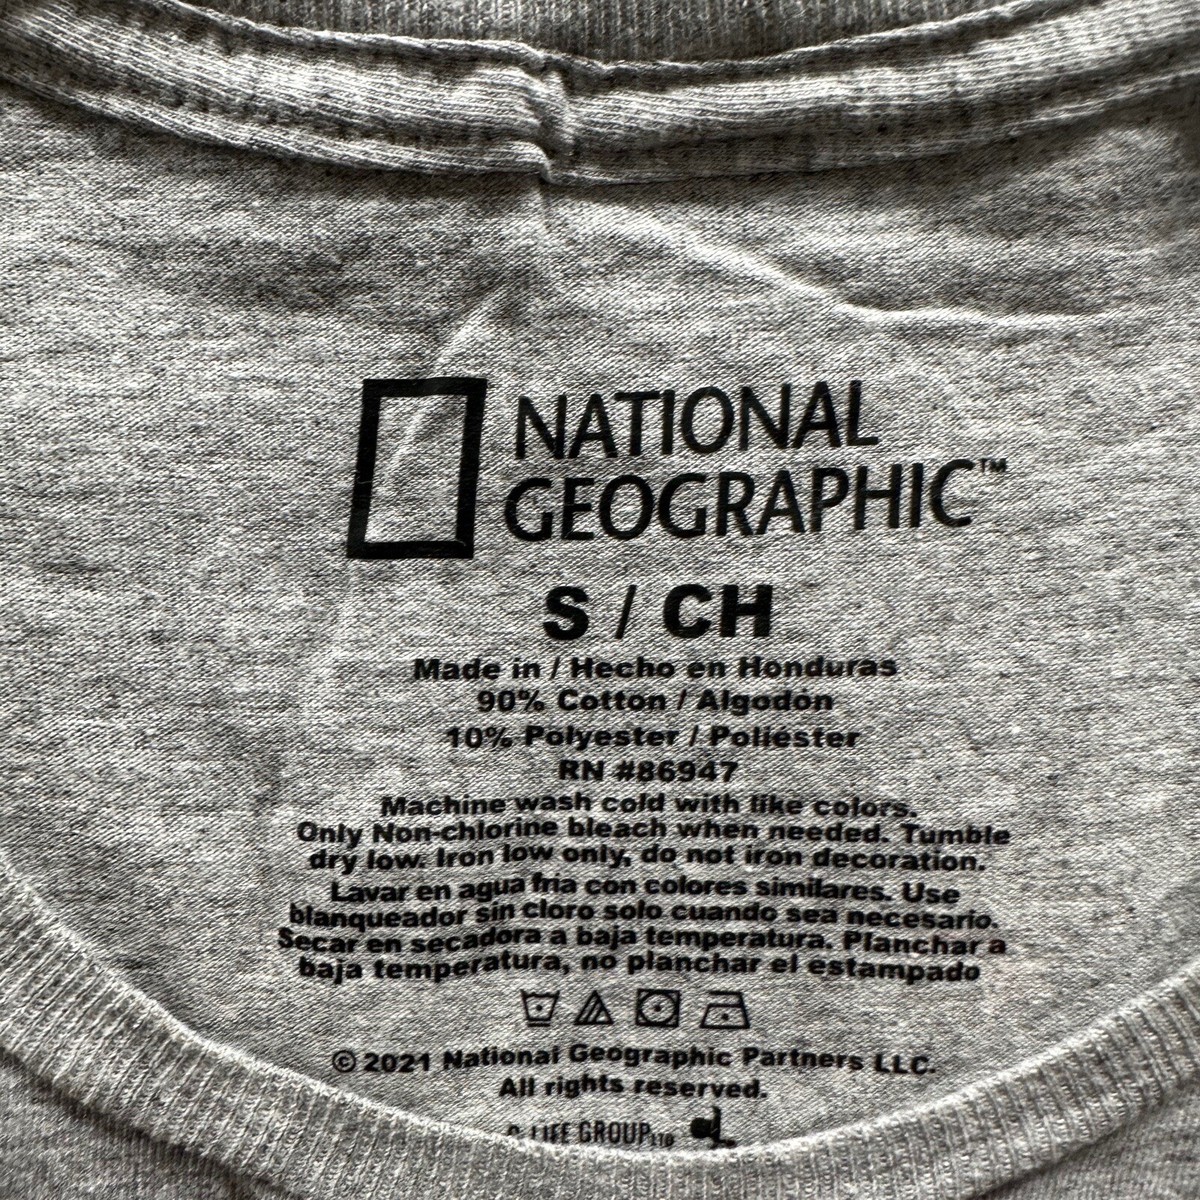 NATIONAL
GEOGRAPHIC™
S / CH
Made in / Hecho en Honduras
90% Cotton / Algodón
10% Polyester / Poliéster
RN #86947
Machine wash cold with like colors.
Only Non-chlorine bleach when needed. Tumble
dry low. Iron low only, do not iron decoration.
Lavar en agua fria con colores similares. Use
blanqueador sin cloro solo cuando sea necesario.
Secar en secadora a baja temperatura. Planchar a
baja temperatura, no planchar el estampado
© 2021 National Geographic Partners LLC.
All rights reserved.
LIFE GROUP LTD